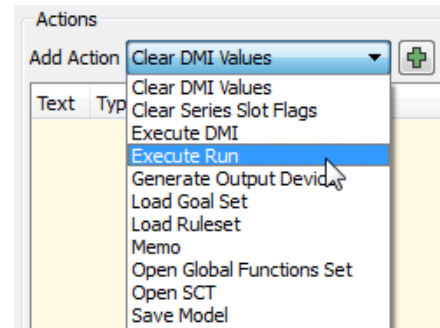 Actions
Add Action Clear DMI Values
Text Typ
Clear DMI Values
Clear Series Slot Flags
Execute DMI
Execute Run
Generate Output Device
Load Goal Set
Load Ruleset
Memo
Open Global Functions Set
Open SCT
Save Model